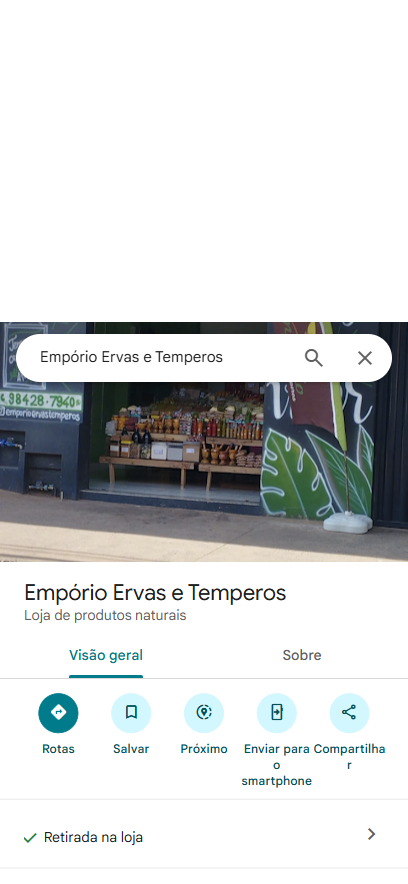 Empório Ervas e Temperos
98428-7940
emporioervastemperos
Empório Ervas e Temperos
Loja de produtos naturais
Visão geral
Sobre
Rotas
Salvar
Próximo
Enviar para o smartphone
Compartilhar
Retirada na loja